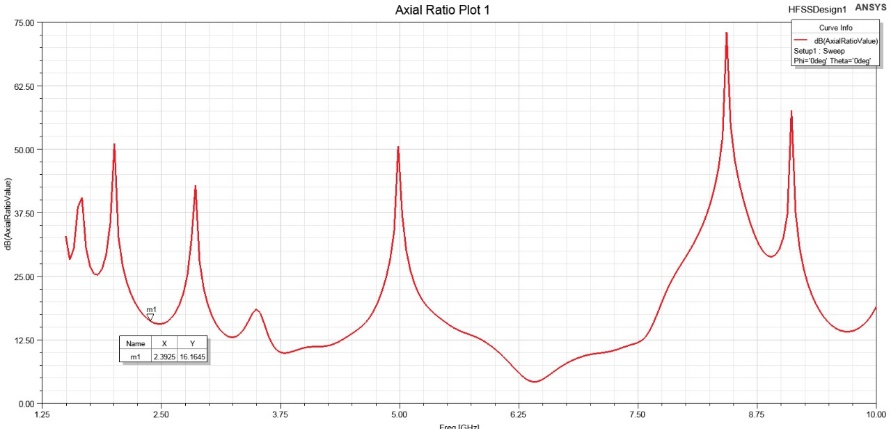 Axial Ratio Plot 1
HFSSDesign1 ANSYS
Curve Info
dB(AxialRatioValue)
Setup1 : Sweep
Phi='0deg' Theta='0deg'
75.00
62.50
50.00
37.50
25.00
12.50
0.00
dB(AxialRatioValue)
m1
Name X Y
m1 2.3925 16.1645
1.25 2.50 3.75 5.00 6.25 7.50 8.75 10.00
Freq [GHz]